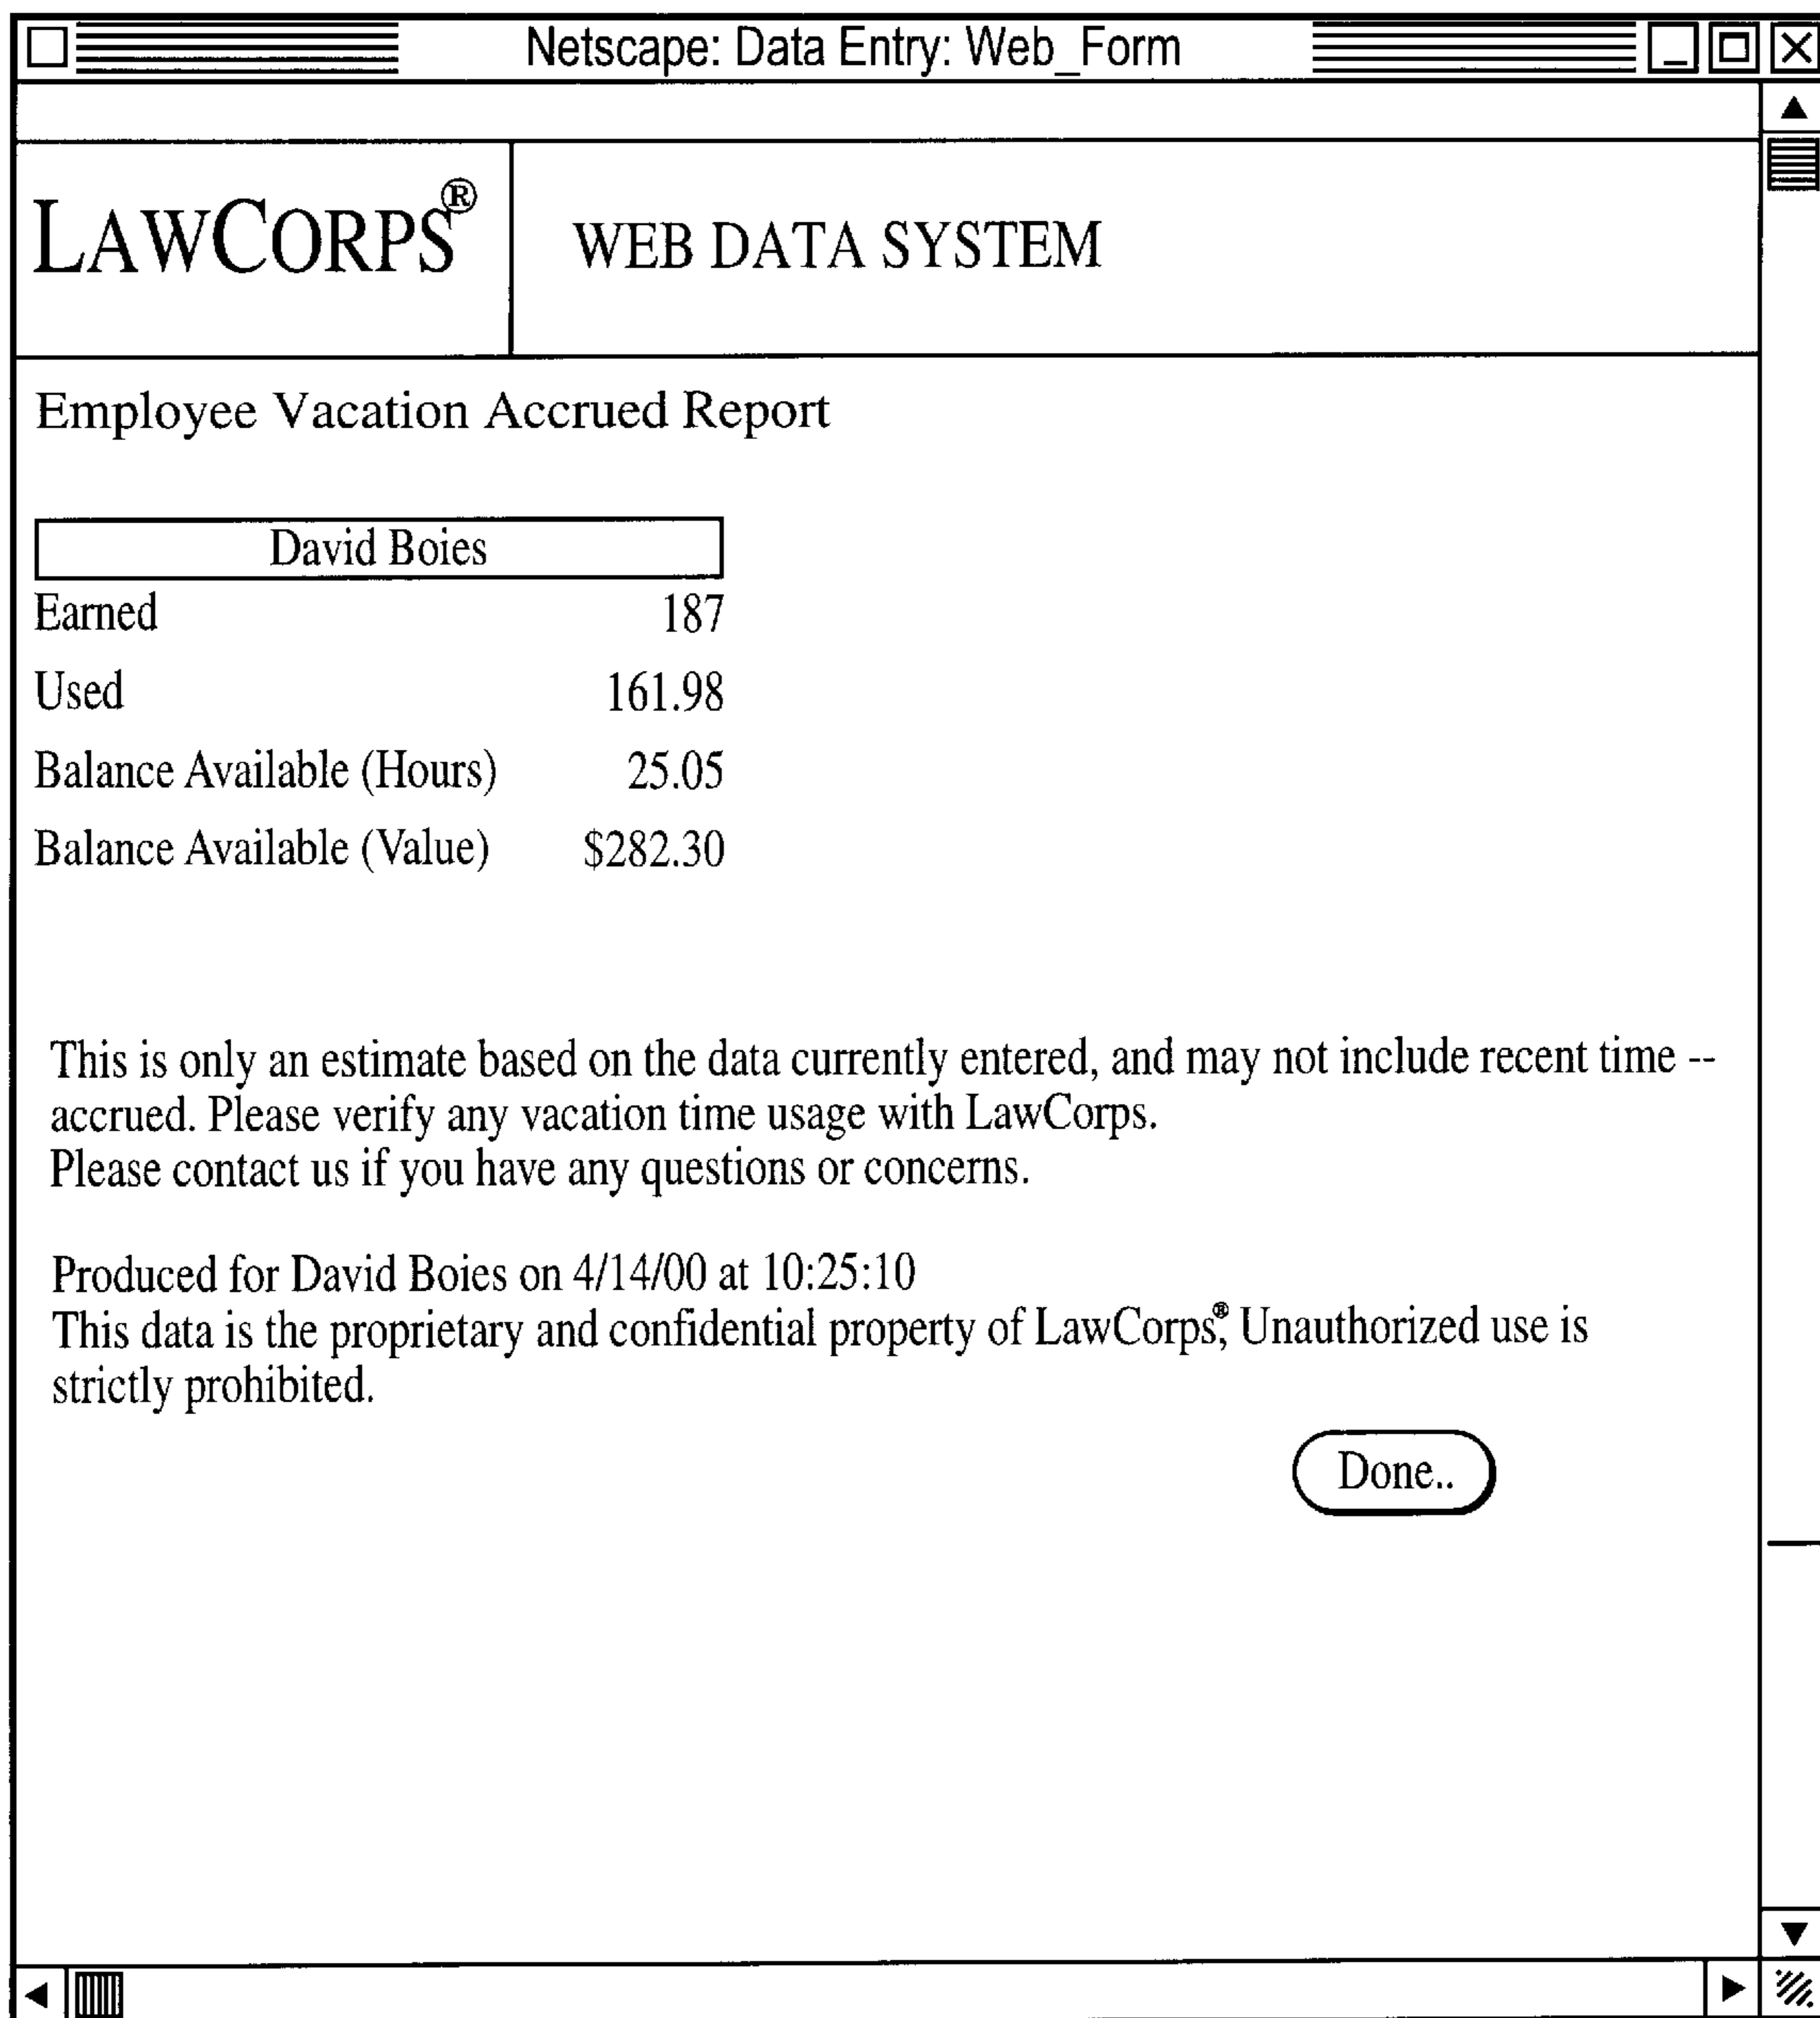 Netscape: Data Entry: Web_Form
LAWCORPS®
WEB DATA SYSTEM
Employee Vacation Accrued Report
David Boies
Earned 187
Used 161.98
Balance Available (Hours) 25.05
Balance Available (Value) $282.30
This is only an estimate based on the data currently entered, and may not include recent time --
accrued. Please verify any vacation time usage with LawCorps.
Please contact us if you have any questions or concerns.
Produced for David Boies on 4/14/00 at 10:25:10
This data is the proprietary and confidential property of LawCorps®, Unauthorized use is
strictly prohibited.
Done..